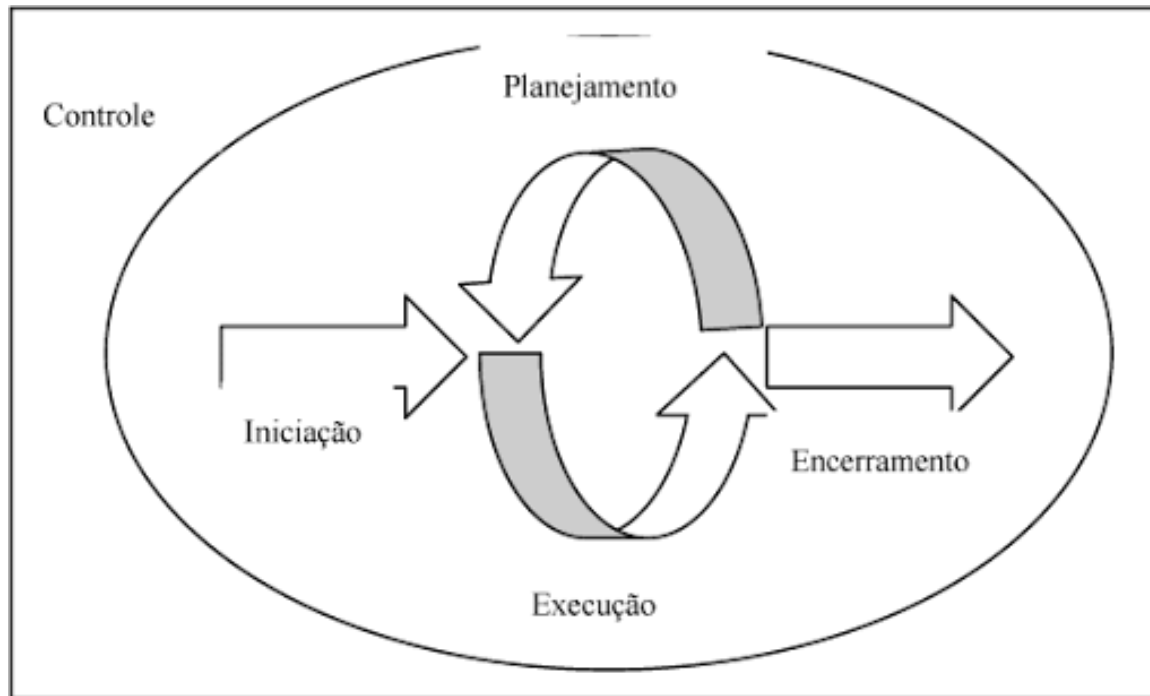 Planejamento
Controle
Iniciação
Encerramento
Execução